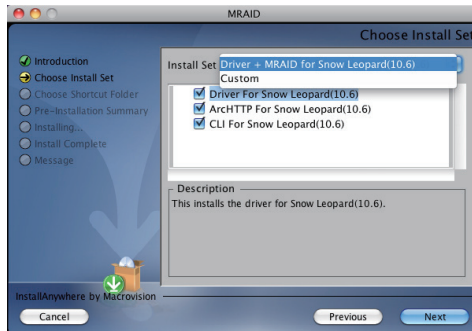 MRAID
Choose Install Set
Introduction
Choose Install Set
Choose Shortcut Folder
Pre-Installation Summary
Installing...
Install Complete
Message
Install Set
Driver + MRAID for Snow Leopard(10.6)
Custom
Driver For Snow Leopard(10.6)
ArcHTTP For Snow Leopard(10.6)
CLI For Snow Leopard(10.6)
Description
This installs the driver for Snow Leopard(10.6).
InstallAnywhere by Macrovision
Cancel
Previous
Next